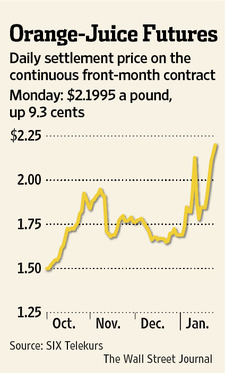 Orange-Juice Futures
Daily settlement price on the
continuous front-month contract
Monday: $2.1995 a pound,
up 9.3 cents
$2.25
2.00
1.75
1.50
1.25
Oct. Nov. Dec. Jan.
Source: SIX Telekurs
The Wall Street Journal